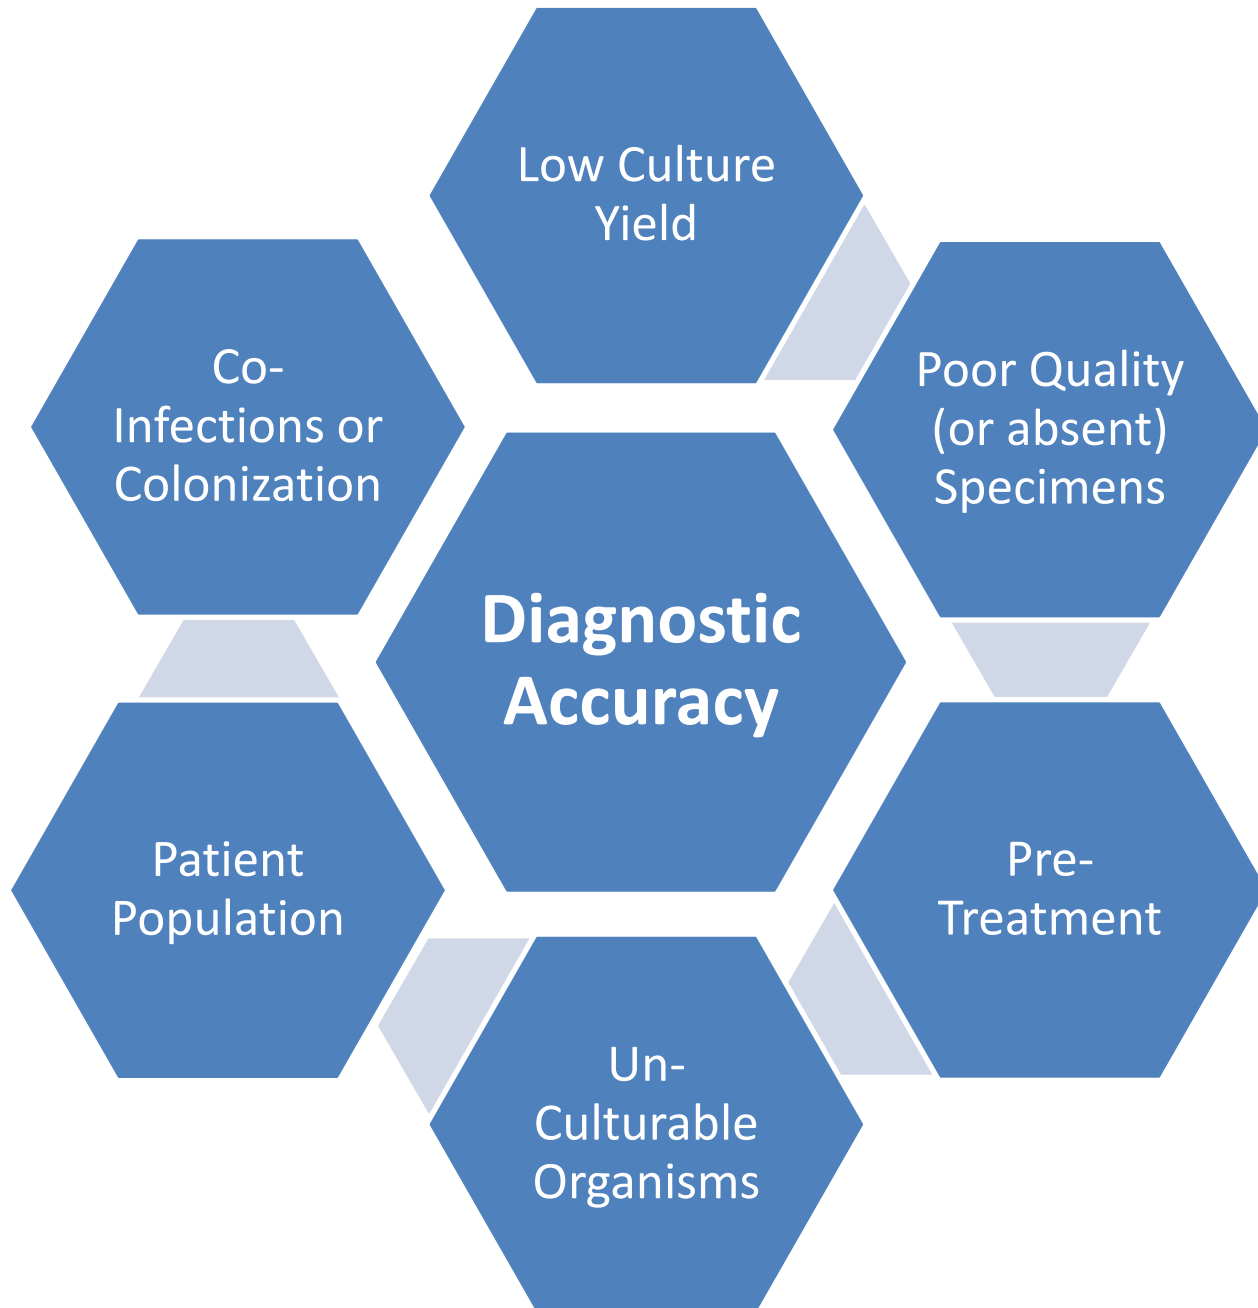 Low Culture
Yield
Poor Quality
(or absent)
Specimens
Pre-
Treatment
Un-
Culturable
Organisms
Patient
Population
Co-
Infections or
Colonization
Diagnostic
Accuracy